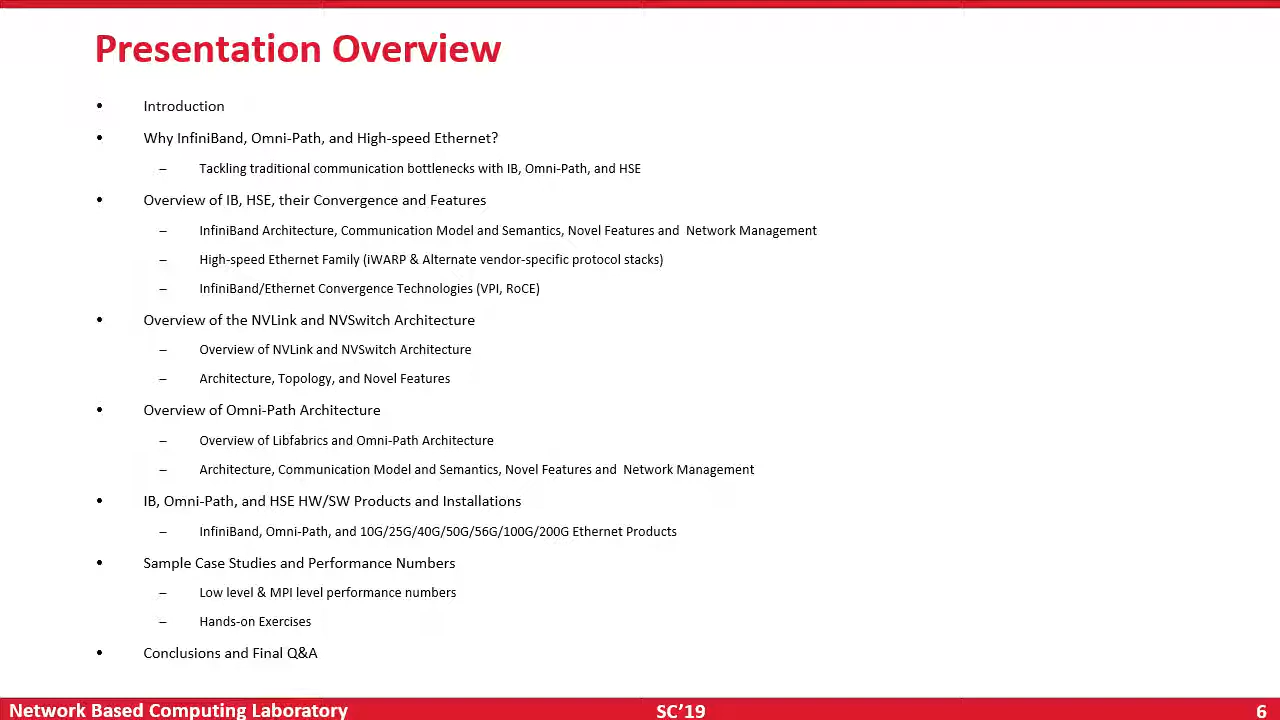 Presentation Overview
• Introduction
• Why InfiniBand, Omni-Path, and High-speed Ethernet?
– Tackling traditional communication bottlenecks with IB, Omni-Path, and HSE
• Overview of IB, HSE, their Convergence and Features
– InfiniBand Architecture, Communication Model and Semantics, Novel Features and  Network Management
– High-speed Ethernet Family (iWARP & Alternate vendor-specific protocol stacks)
– InfiniBand/Ethernet Convergence Technologies (VPI, RoCE)
• Overview of the NVLink and NVSwitch Architecture
– Overview of NVLink and NVSwitch Architecture
– Architecture, Topology, and Novel Features
• Overview of Omni-Path Architecture
– Overview of Libfabrics and Omni-Path Architecture
– Architecture, Communication Model and Semantics, Novel Features and  Network Management
• IB, Omni-Path, and HSE HW/SW Products and Installations
– InfiniBand, Omni-Path, and 10G/25G/40G/50G/56G/100G/200G Ethernet Products
• Sample Case Studies and Performance Numbers
– Low level & MPI level performance numbers
– Hands-on Exercises
• Conclusions and Final Q&A
Network Based Computing Laboratory
SC’19
6